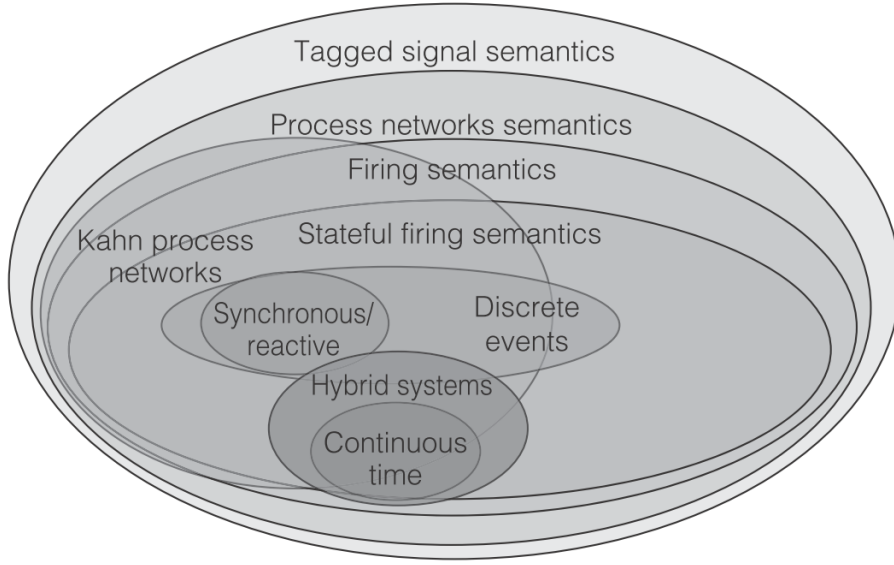 Tagged signal semantics
Process networks semantics
Firing semantics
Stateful firing semantics
Kahn process
networks
Synchronous/
reactive
Discrete
events
Hybrid systems
Continuous
time